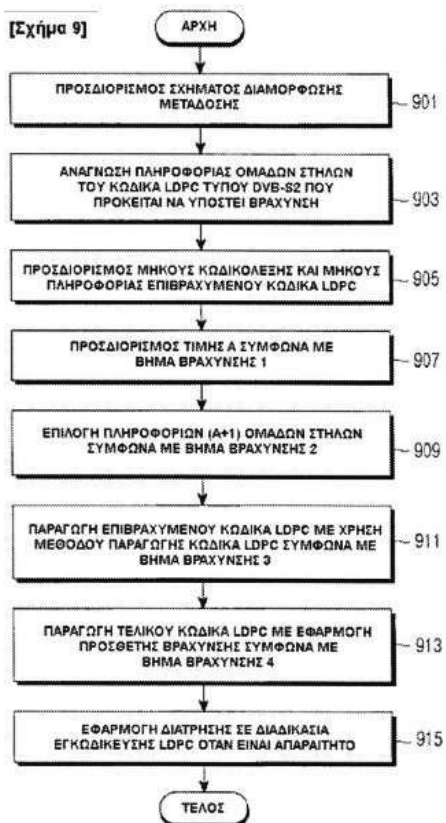 [Σχήμα 9]
ΑΡΧΗ
ΠΡΟΣΔΙΟΡΙΣΜΟΣ ΣΧΗΜΑΤΟΣ ΔΙΑΜΟΡΦΩΣΗΣ
ΜΕΤΑΔΟΣΗΣ
901
ΑΝΑΓΝΩΣΗ ΠΛΗΡΟΦΟΡΙΑΣ ΟΜΑΔΩΝ ΣΤΗΛΩΝ
ΤΟΥ ΚΩΔΙΚΑ LDPC ΤΥΠΟΥ DVB-S2 ΠΟΥ
ΠΡΟΚΕΙΤΑΙ ΝΑ ΥΠΟΣΤΕΙ ΒΡΑΧΥΝΣΗ
903
ΠΡΟΣΔΙΟΡΙΣΜΟΣ ΜΗΚΟΥΣ ΚΩΔΙΚΟΛΕΞΗΣ ΚΑΙ ΜΗΚΟΥΣ
ΠΛΗΡΟΦΟΡΙΑΣ ΕΠΙΒΡΑΧΥΜΕΝΟΥ ΚΩΔΙΚΑ LDPC
905
ΠΡΟΣΔΙΟΡΙΣΜΟΣ ΤΙΜΗΣ Α ΣΥΜΦΩΝΑ ΜΕ
ΒΗΜΑ ΒΡΑΧΥΝΣΗΣ 1
907
ΕΠΙΛΟΓΗ ΠΛΗΡΟΦΟΡΙΩΝ (Α+1) ΟΜΑΔΩΝ ΣΤΗΛΩΝ
ΣΥΜΦΩΝΑ ΜΕ ΒΗΜΑ ΒΡΑΧΥΝΣΗΣ 2
909
ΠΑΡΑΓΩΓΗ ΕΠΙΒΡΑΧΥΜΕΝΟΥ ΚΩΔΙΚΑ LDPC ΜΕ ΧΡΗΣΗ
ΜΕΘΟΔΟΥ ΠΑΡΑΓΩΓΗΣ ΚΩΔΙΚΑ LDPC ΣΥΜΦΩΝΑ ΜΕ
ΒΗΜΑ ΒΡΑΧΥΝΣΗΣ 3
911
ΠΑΡΑΓΩΓΗ ΤΕΛΙΚΟΥ ΚΩΔΙΚΑ LDPC ΜΕ ΕΦΑΡΜΟΓΗ
ΠΡΟΣΘΕΤΗΣ ΒΡΑΧΥΝΣΗΣ ΣΥΜΦΩΝΑ ΜΕ
ΒΗΜΑ ΒΡΑΧΥΝΣΗΣ 4
913
ΕΦΑΡΜΟΓΗ ΔΙΑΤΡΗΣΗΣ ΣΕ ΔΙΑΔΙΚΑΣΙΑ
ΕΓΚΩΔΙΚΕΥΣΗΣ LDPC ΟΤΑΝ ΕΙΝΑΙ ΑΠΑΡΑΙΤΗΤΟ
915
ΤΕΛΟΣ